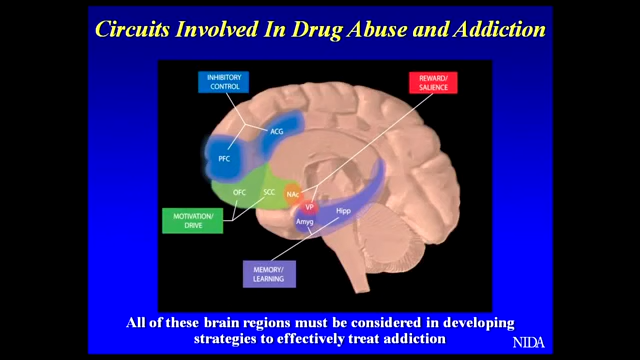 Circuits Involved In Drug Abuse and Addiction
INHIBITORY
CONTROL
REWARD/
SALIENCE
ACG
PFC
OFC
SCC
NAc
VP
Hipp
Amyg
MOTIVATION/
DRIVE
MEMORY/
LEARNING
All of these brain regions must be considered in developing
strategies to effectively treat addiction
NIDA